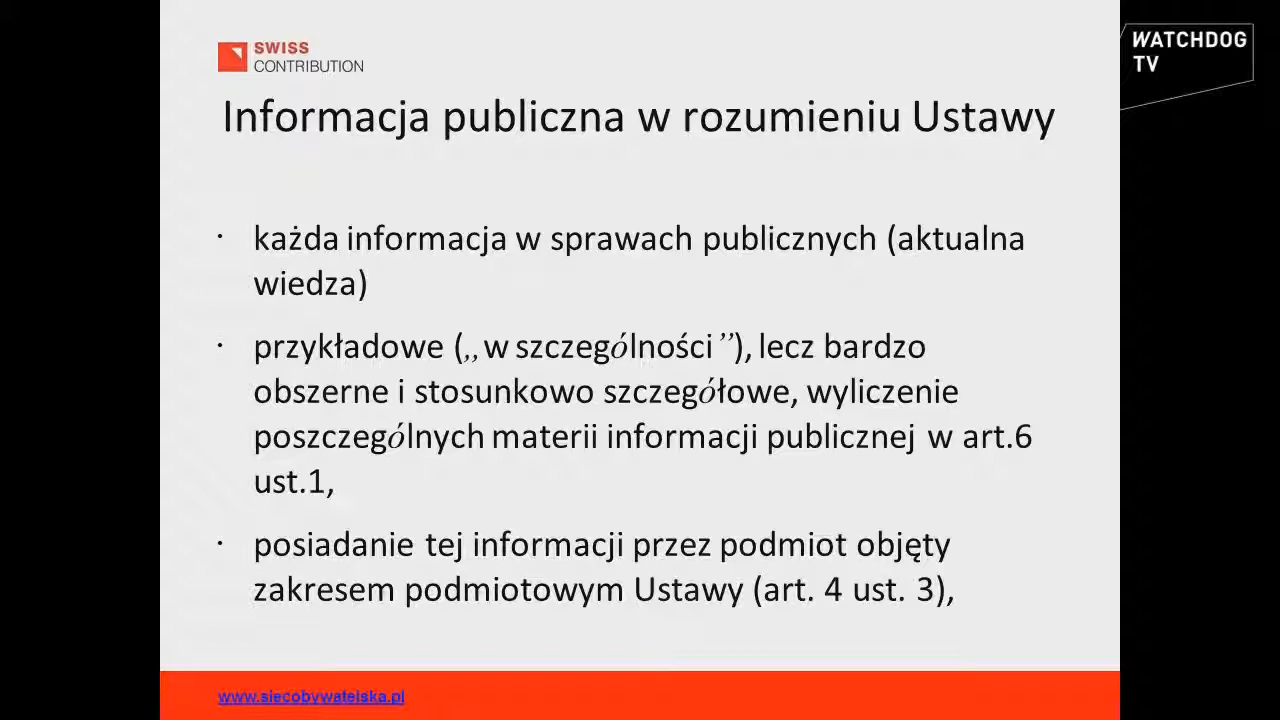 SWISS
CONTRIBUTION
WATCHDOG
TV
Informacja publiczna w rozumieniu Ustawy
· każda informacja w sprawach publicznych (aktualna
wiedza)
· przykładowe („w szczególności”), lecz bardzo
obszerne i stosunkowo szczegółowe, wyliczenie
poszczególnych materii informacji publicznej w art.6
ust.1,
· posiadanie tej informacji przez podmiot objęty
zakresem podmiotowym Ustawy (art. 4 ust. 3),
www.siecobywatelska.pl